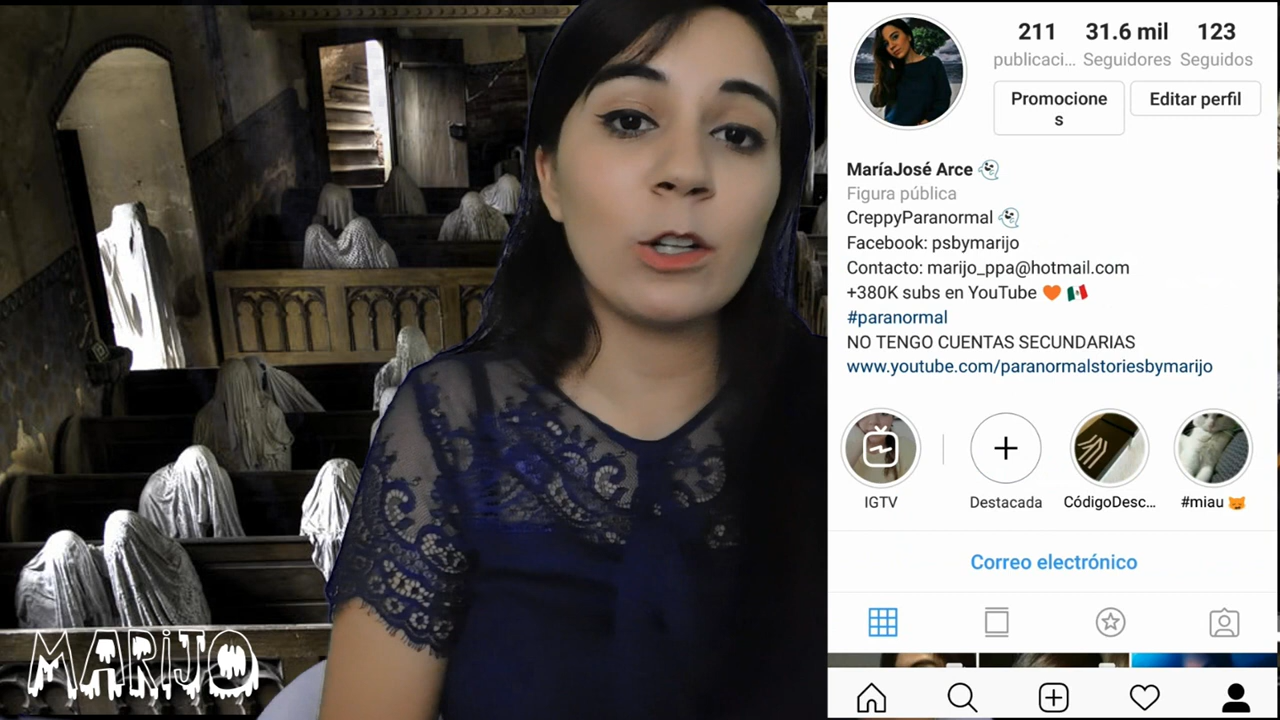 211 31.6 mil 123
publicaci... Seguidores Seguidos
Promocione
s
Editar perfil
MaríaJosé Arce 👻
Figura pública
CreppyParanormal 👻
Facebook: psbymarijo
Contacto: marijo_ppa@hotmail.com
+380K subs en YouTube 🧡 🇲🇽
#paranormal
NO TENGO CUENTAS SECUNDARIAS
www.youtube.com/paranormalstoriesbymarijo
IGTV Destacada CódigoDesc... #miau 😺
Correo electrónico
MARiJO